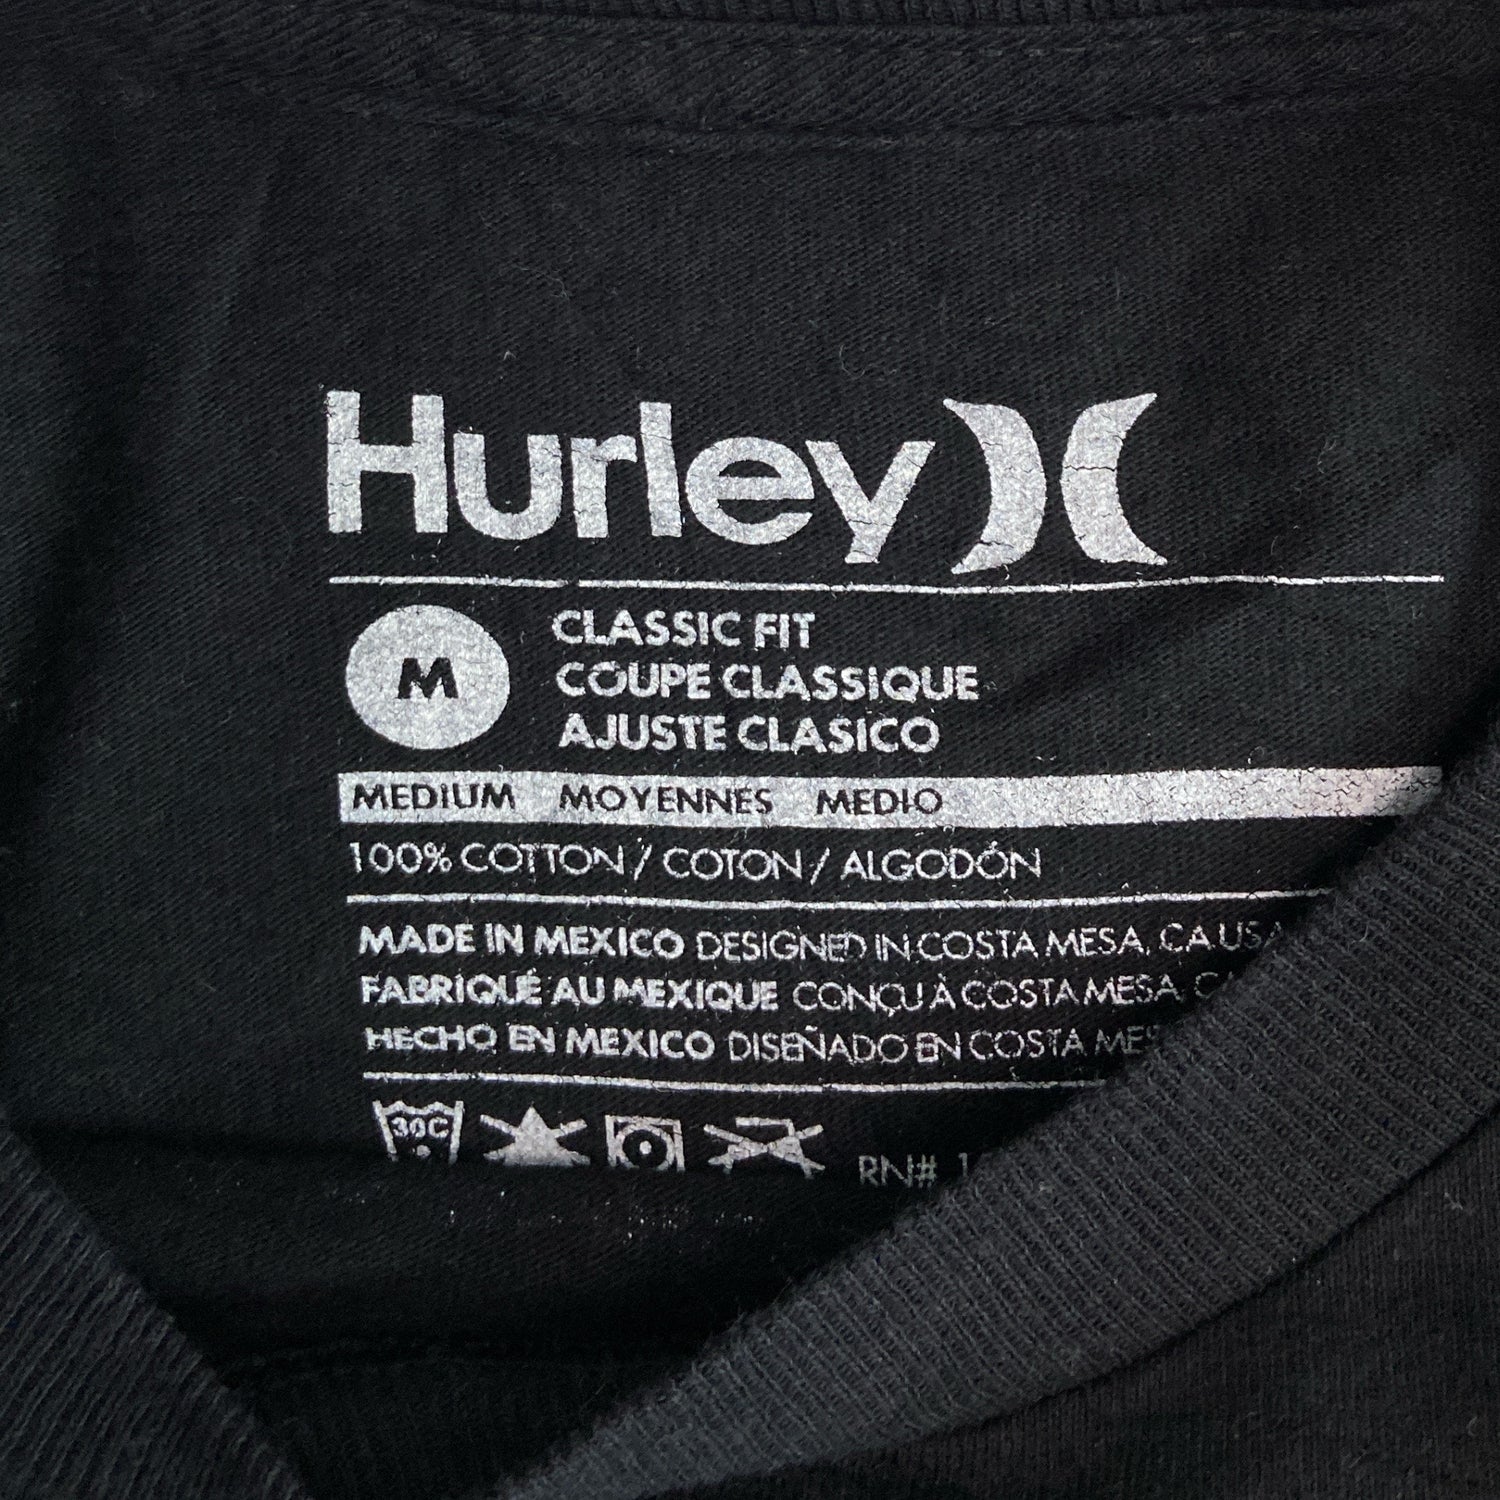 Hurley
M
CLASSIC FIT
COUPE CLASSIQUE
AJUSTE CLASICO
MEDIUM MOYENNES MEDIO
100% COTTON / COTON / ALGODÓN
MADE IN MEXICO DESIGNED IN COSTA MESA, CA USA
FABRIQUÉ AU MEXIQUE CONÇU À COSTA MESA,
HECHO EN MEXICO DISEÑADO EN COSTA
30C
RN#